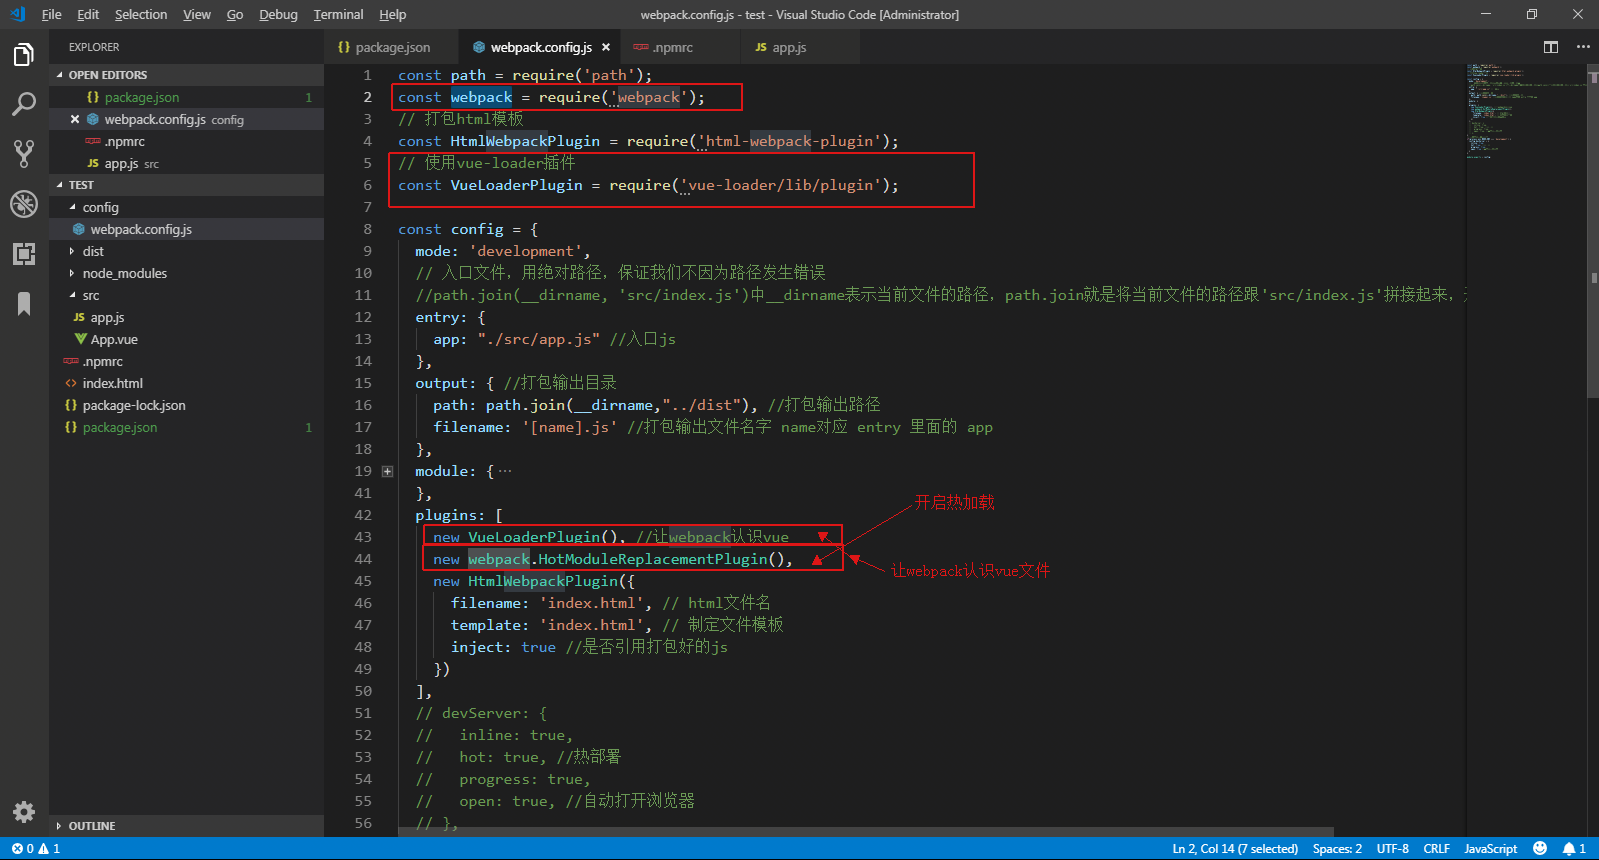 File Edit Selection View Go Debug Terminal Help
webpack.config.js - test - Visual Studio Code [Administrator]
EXPLORER
OPEN EDITORS
package.json 1
webpack.config.js config
.npmrc
app.js src
TEST
config
webpack.config.js
dist
node_modules
src
app.js
App.vue
.npmrc
index.html
package-lock.json
package.json 1
OUTLINE
package.json
webpack.config.js
.npmrc
app.js
1 const path = require('path');
2 const webpack = require('webpack');
3 // 打包html模板
4 const HtmlWebpackPlugin = require('html-webpack-plugin');
5 // 使用vue-loader插件
6 const VueLoaderPlugin = require('vue-loader/lib/plugin');
7
8 const config = {
9 mode: 'development',
10 // 入口文件，用绝对路径，保证我们不因为路径发生错误
11 //path.join(__dirname, 'src/index.js')中__dirname表示当前文件的路径，path.join就是将当前文件的路径跟'src/index.js'拼接起来，
12 entry: {
13 app: "./src/app.js" //入口js
14 },
15 output: { //打包输出目录
16 path: path.join(__dirname,"../dist"), //打包输出路径
17 filename: '[name].js' //打包输出文件名字 name对应 entry 里面的 app
18 },
19 module: {…
41 },
42 plugins: [
43 new VueLoaderPlugin(), //让webpack认识vue
44 new webpack.HotModuleReplacementPlugin(),
45 new HtmlWebpackPlugin({
46 filename: 'index.html', // html文件名
47 template: 'index.html', // 制定文件模板
48 inject: true //是否引用打包好的js
49 })
50 ],
51 // devServer: {
52 // inline: true,
53 // hot: true, //热部署
54 // progress: true,
55 // open: true, //自动打开浏览器
56 // },
开启热加载
让webpack认识vue文件
0 1
Ln 2, Col 14 (7 selected) Spaces: 2 UTF-8 CRLF JavaScript 1